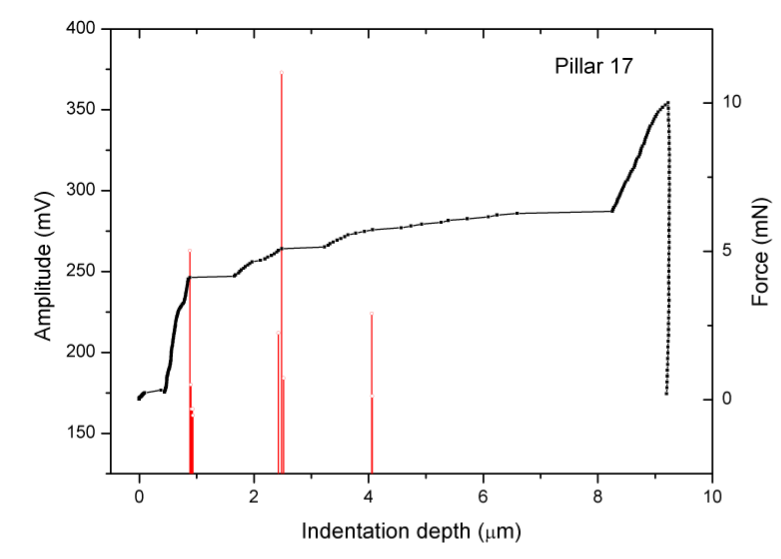 Pillar 17
400
350
300
250
200
150
10
5
0
0 2 4 6 8 10
Amplitude (mV)
Force (mN)
Indentation depth (μm)